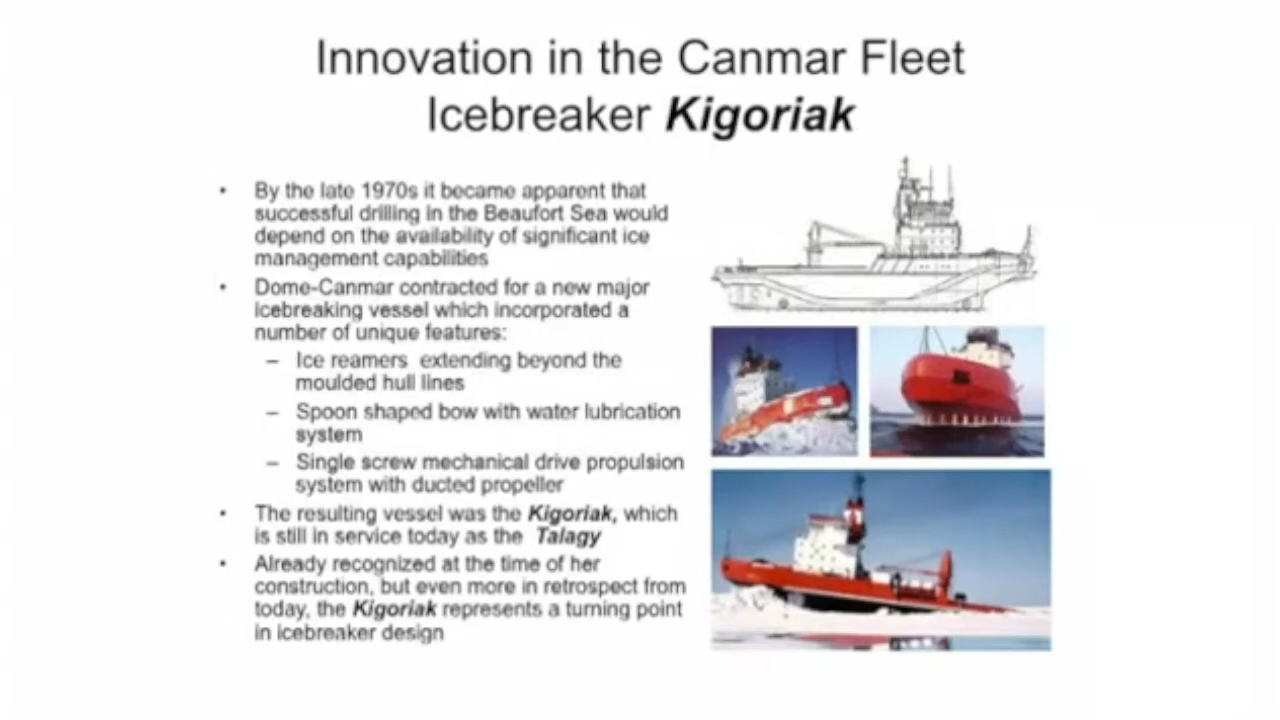 Innovation in the Canmar Fleet
Icebreaker Kigoriak
• By the late 1970s it became apparent that
successful drilling in the Beaufort Sea would
depend on the availability of significant ice
management capabilities
• Dome-Canmar contracted for a new major
icebreaking vessel which incorporated a
number of unique features:
– Ice reamers extending beyond the
moulded hull lines
– Spoon shaped bow with water lubrication
system
– Single screw mechanical drive propulsion
system with ducted propeller
• The resulting vessel was the Kigoriak, which
is still in service today as the Talagy
• Already recognized at the time of her
construction, but even more in retrospect from
today, the Kigoriak represents a turning point
in icebreaker design